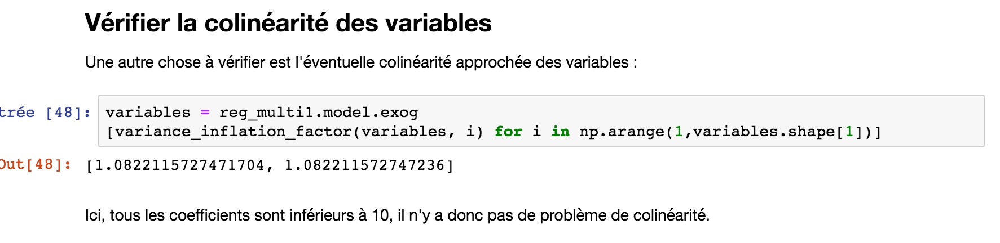 Vérifier la colinéarité des variables
Une autre chose à vérifier est l'éventuelle colinéarité approchée des variables :
trée [48]: variables = reg_multi1.model.exog
[variance_inflation_factor(variables, i) for i in np.arange(1,variables.shape[1])]
Out[48]: [1.0822115727471704, 1.082211572747236]
Ici, tous les coefficients sont inférieurs à 10, il n'y a donc pas de problème de colinéarité.